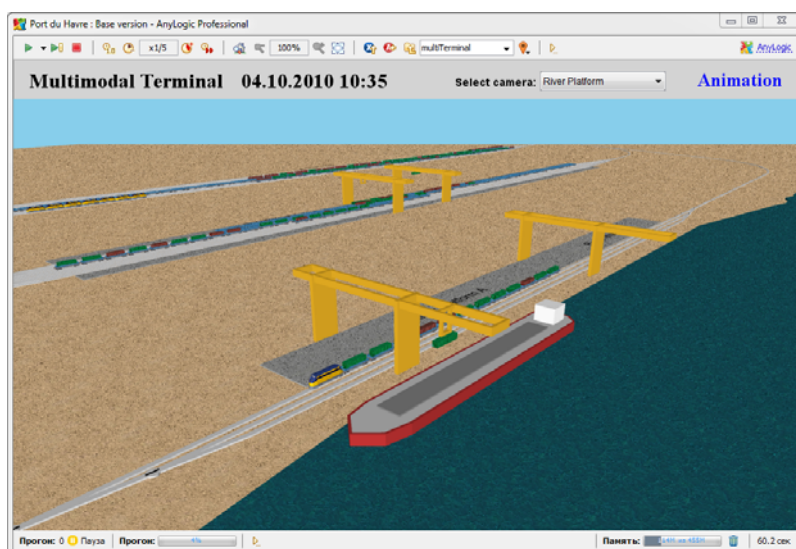 Port du Havre : Base version - AnyLogic Professional
x1/5 100% multiTerminal AnyLogic
Multimodal Terminal 04.10.2010 10:35 Select camera: River Platform Animation
Прогон: 0 Пауза Прогон: 4% Память: 60.2 сек